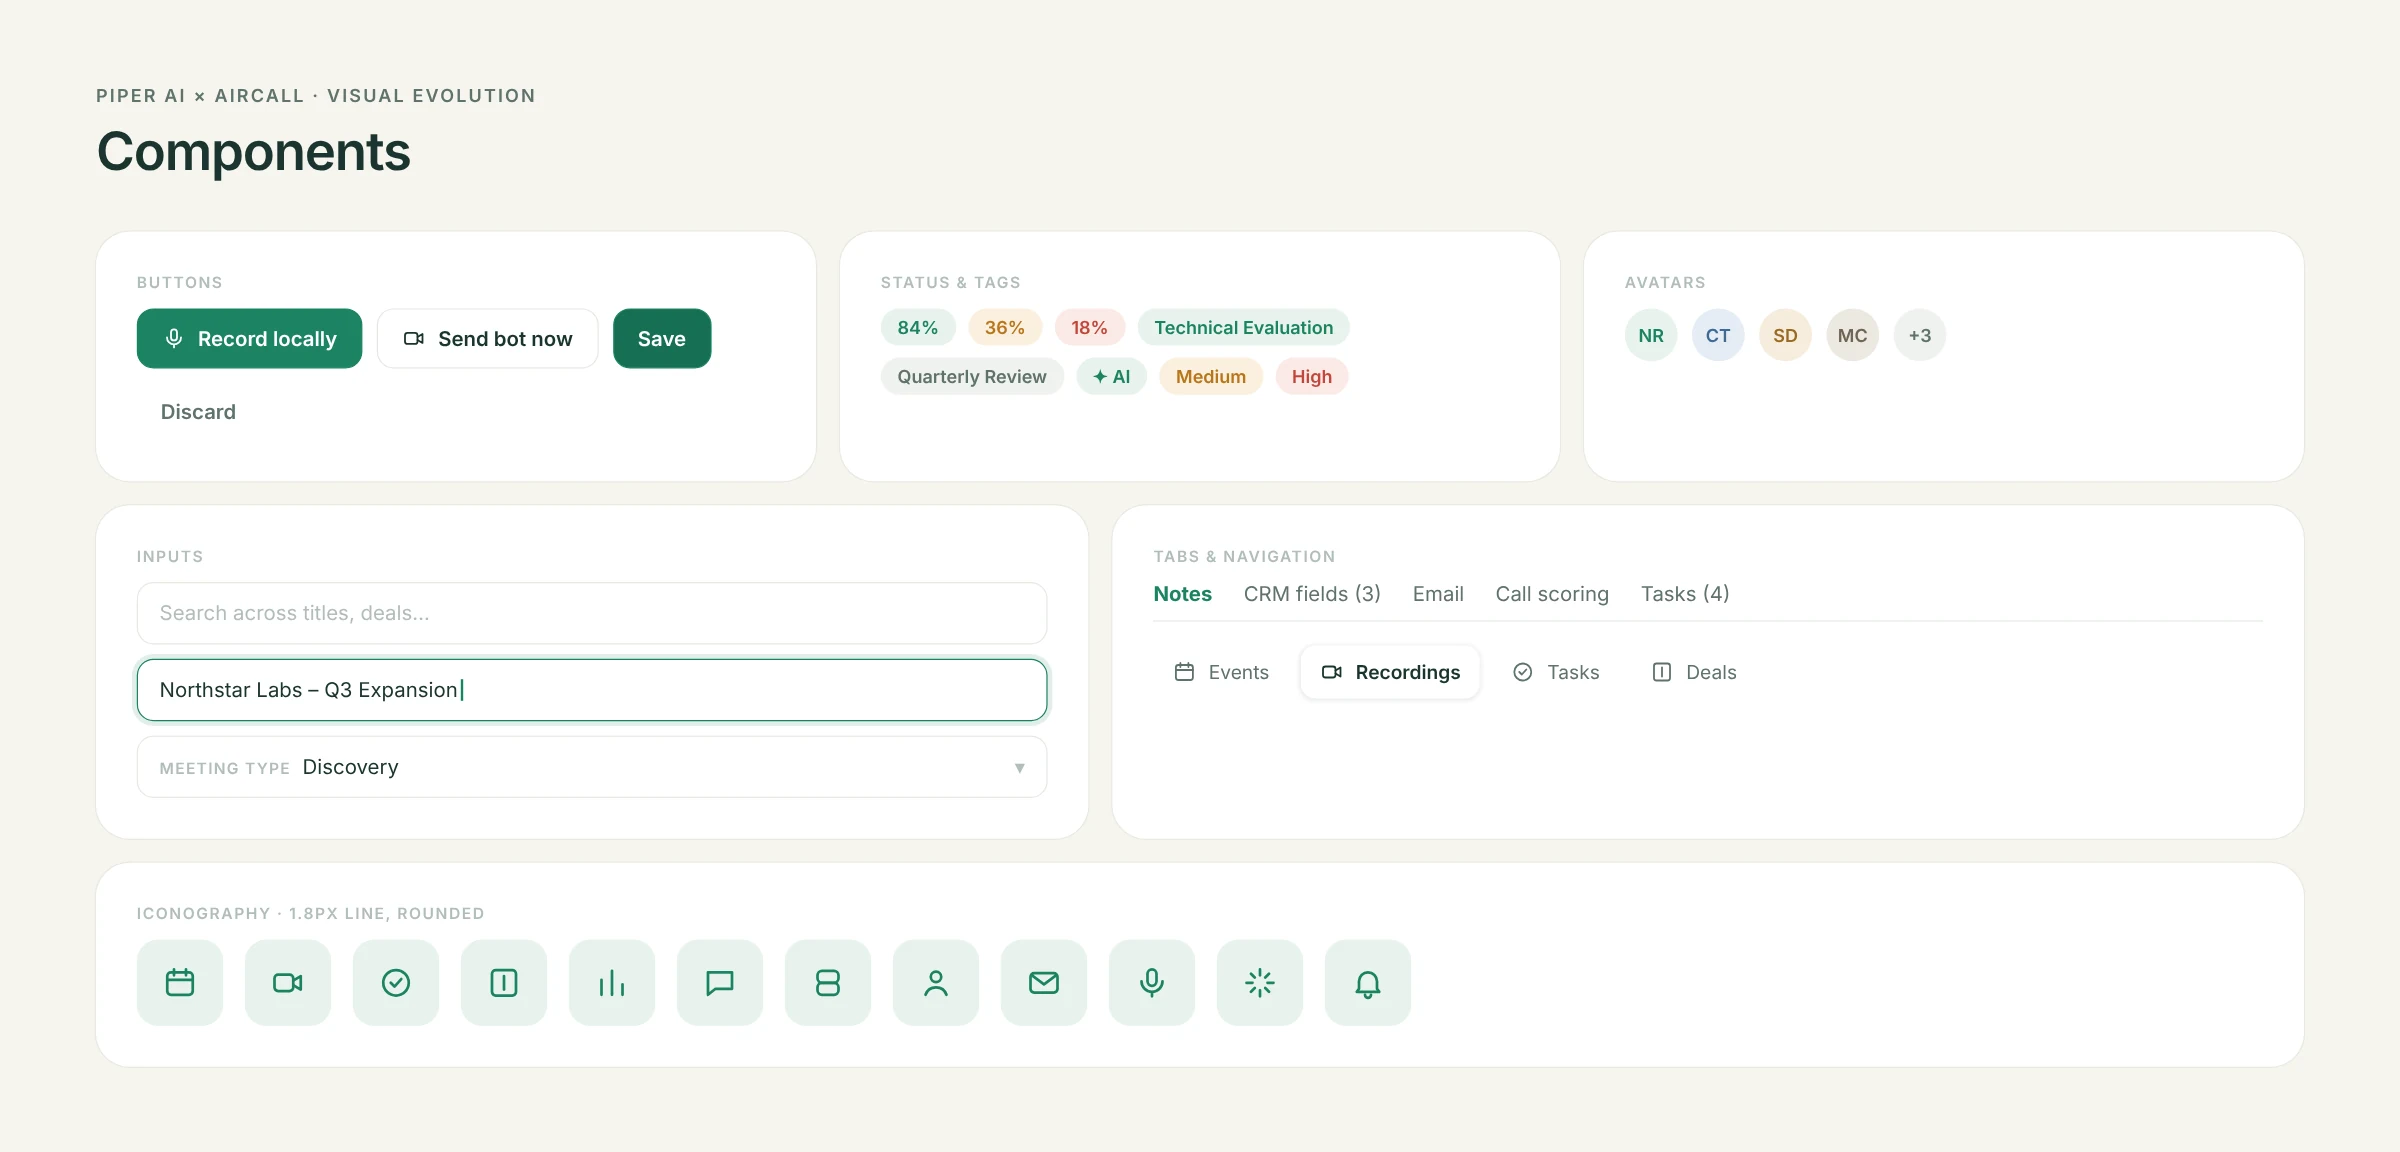 PIPER AI × AIRCALL · VISUAL EVOLUTION
Components
BUTTONS
Record locally
Send bot now
Save
Discard
STATUS & TAGS
84% 36% 18% Technical Evaluation
Quarterly Review ✦ AI Medium High
AVATARS
NR CT SD MC +3
INPUTS
Search across titles, deals...
Northstar Labs – Q3 Expansion
MEETING TYPE Discovery ▾
TABS & NAVIGATION
Notes CRM fields (3) Email Call scoring Tasks (4)
Events Recordings Tasks Deals
ICONOGRAPHY · 1.8PX LINE, ROUNDED